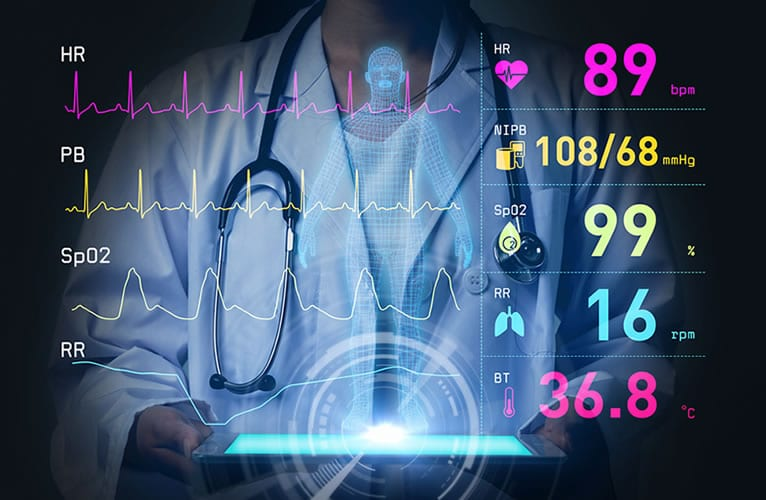 HR
PB
SpO2
RR
HR
89 bpm
NIPB
108/68 mmHg
SpO2
99 %
RR
16 rpm
BT
36.8 °C